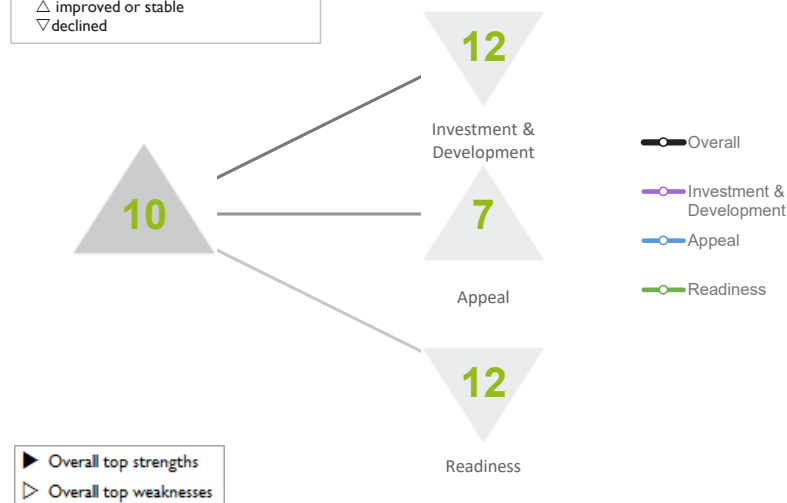 △ improved or stable
▽ declined
12
Investment &
Development
10
7
Appeal
12
Readiness
Overall
Investment &
Development
Appeal
Readiness
▶ Overall top strengths
▷ Overall top weaknesses